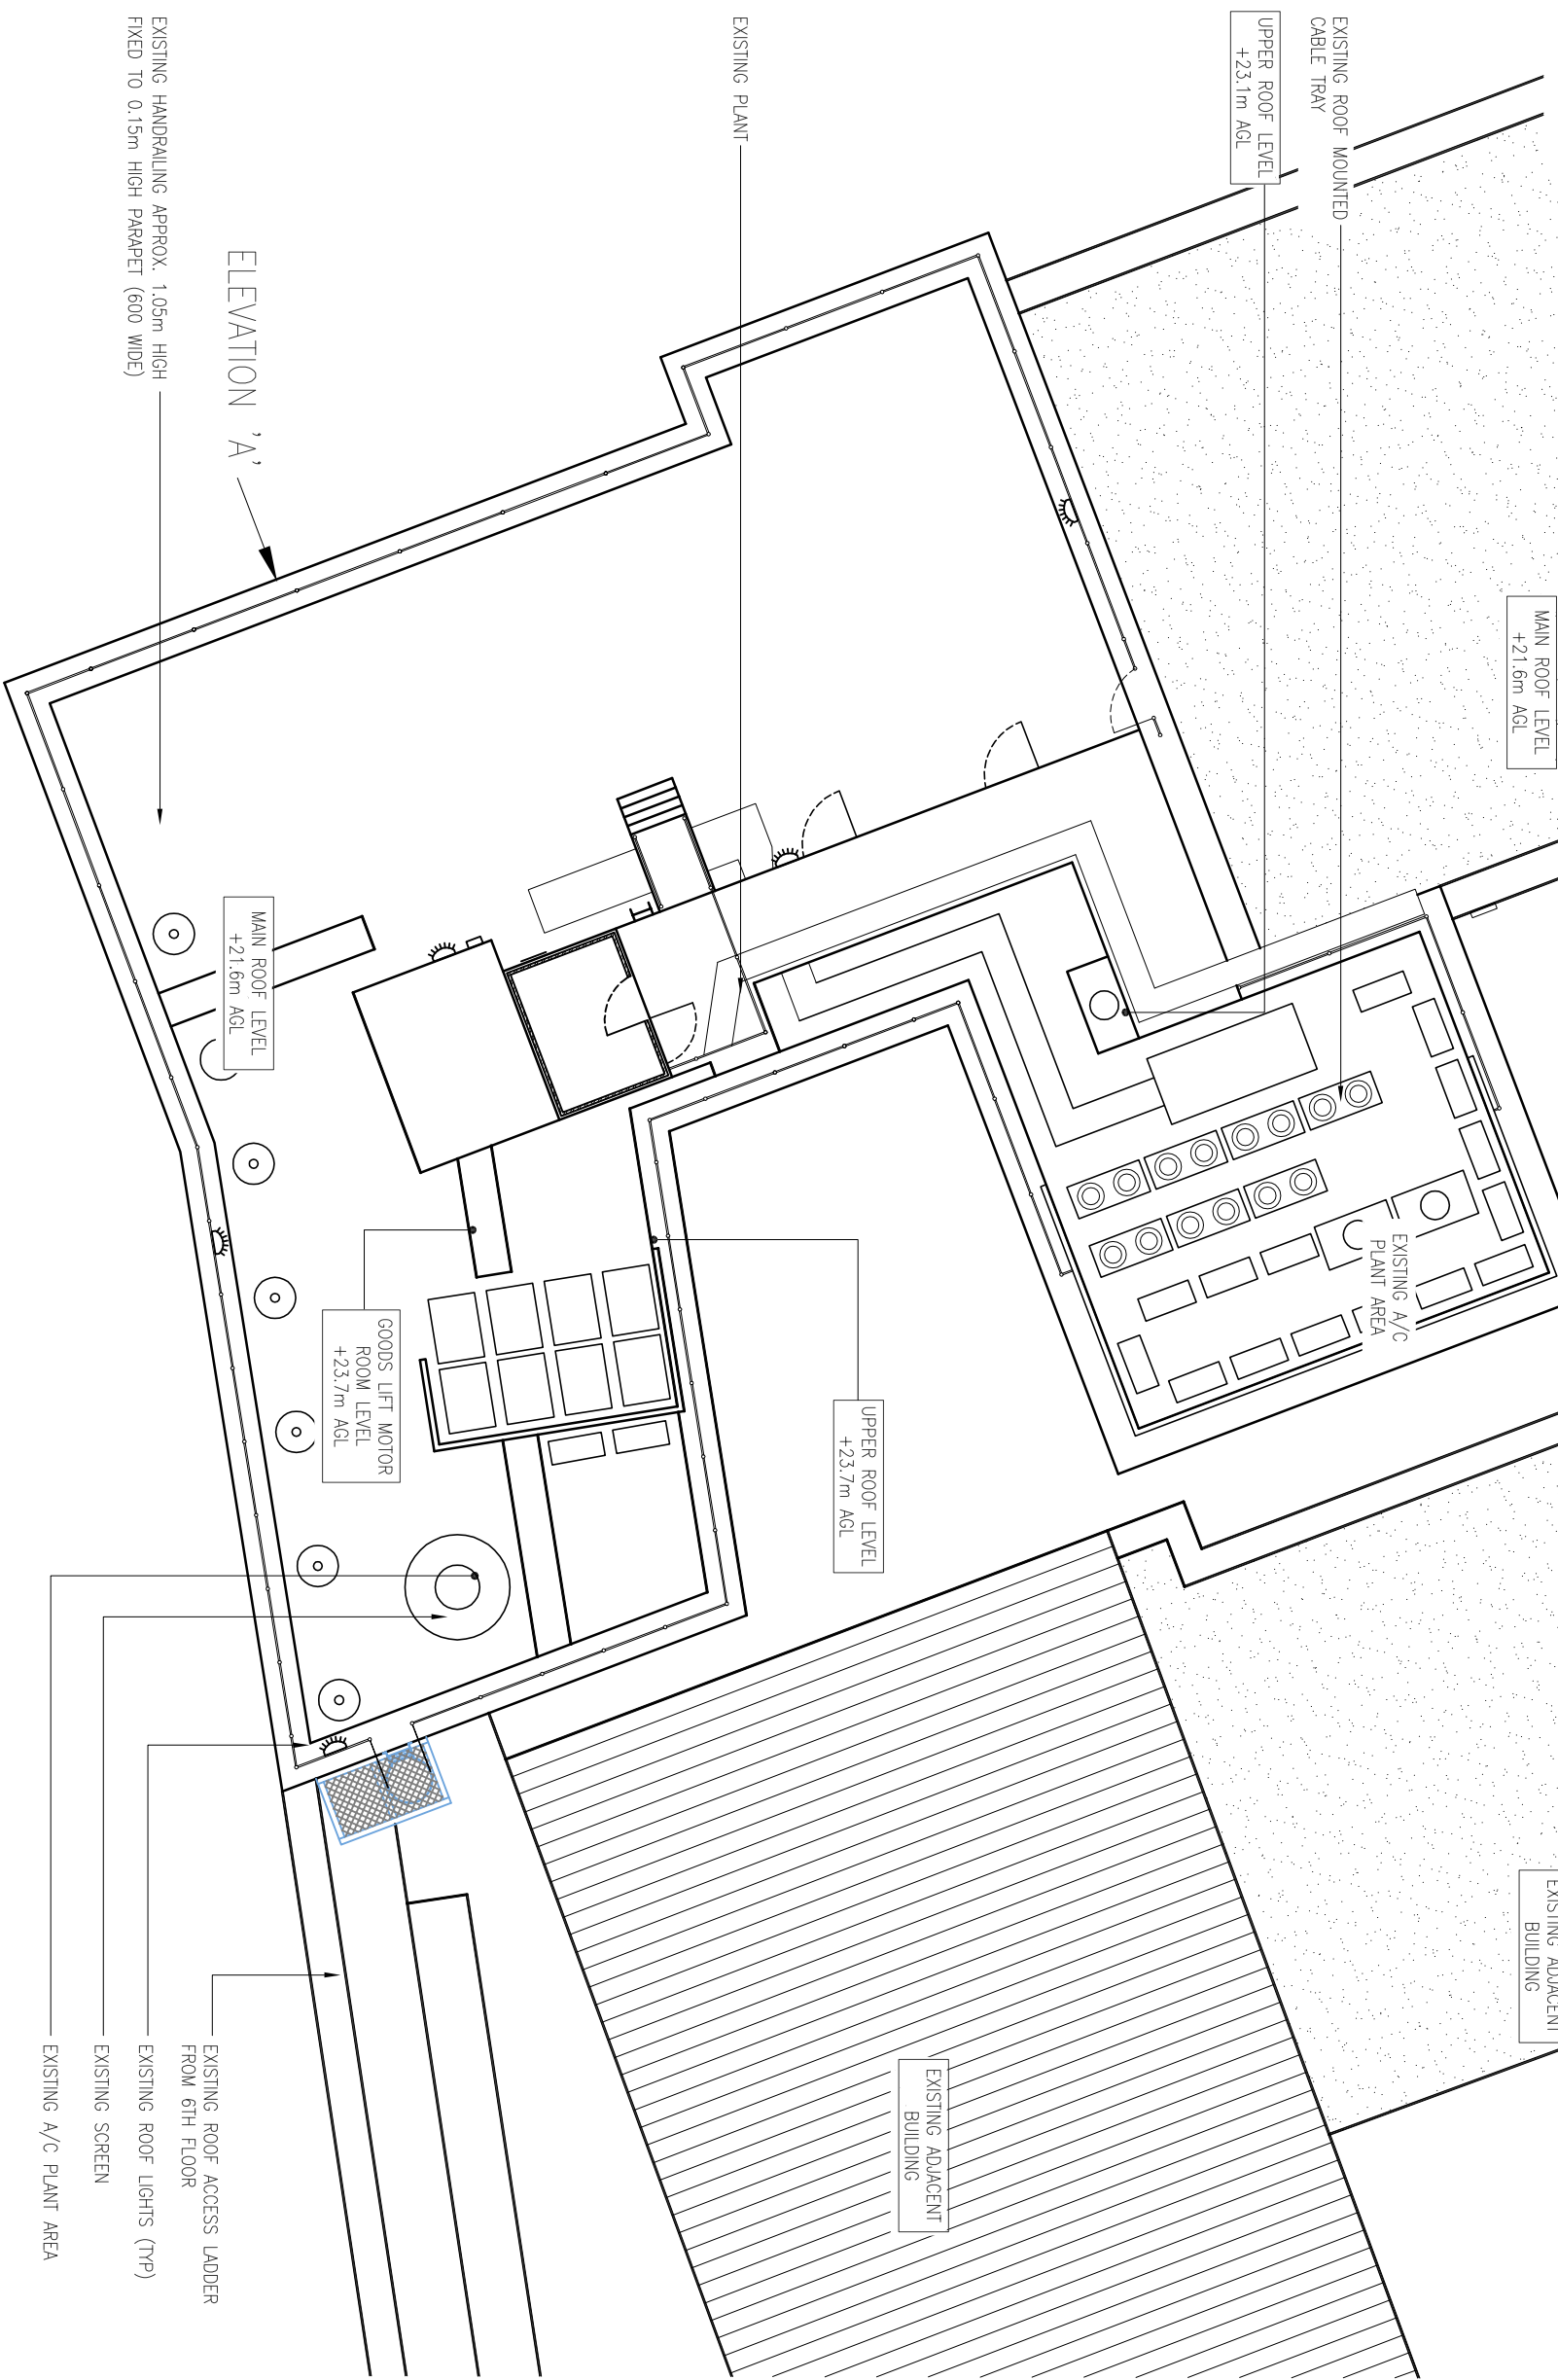 EXISTING ADJACENT
BUILDING
MAIN ROOF LEVEL
+21.6m AGL
EXISTING ROOF MOUNTED
CABLE TRAY
EXISTING A/C
PLANT AREA
UPPER ROOF LEVEL
+23.1m AGL
EXISTING ADJACENT
BUILDING
UPPER ROOF LEVEL
+23.7m AGL
EXISTING PLANT
GOODS LIFT MOTOR
ROOM LEVEL
+23.7m AGL
MAIN ROOF LEVEL
+21.6m AGL
ELEVATION 'A'
EXISTING HANDRAILING APPROX. 1.05m HIGH
FIXED TO 0.15m HIGH PARAPET (600 WIDE)
EXISTING ROOF ACCESS LADDER
FROM 6TH FLOOR
EXISTING ROOF LIGHTS (TYP)
EXISTING SCREEN
EXISTING A/C PLANT AREA